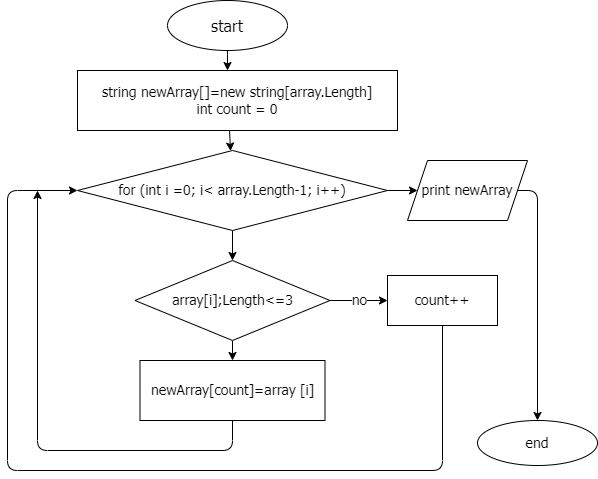 start
string newArray[]=new string[array.Length]
int count = 0
for (int i =0; i< array.Length-1; i++)
print newArray
array[i];Length<=3
no
count++
newArray[count]=array [i]
end